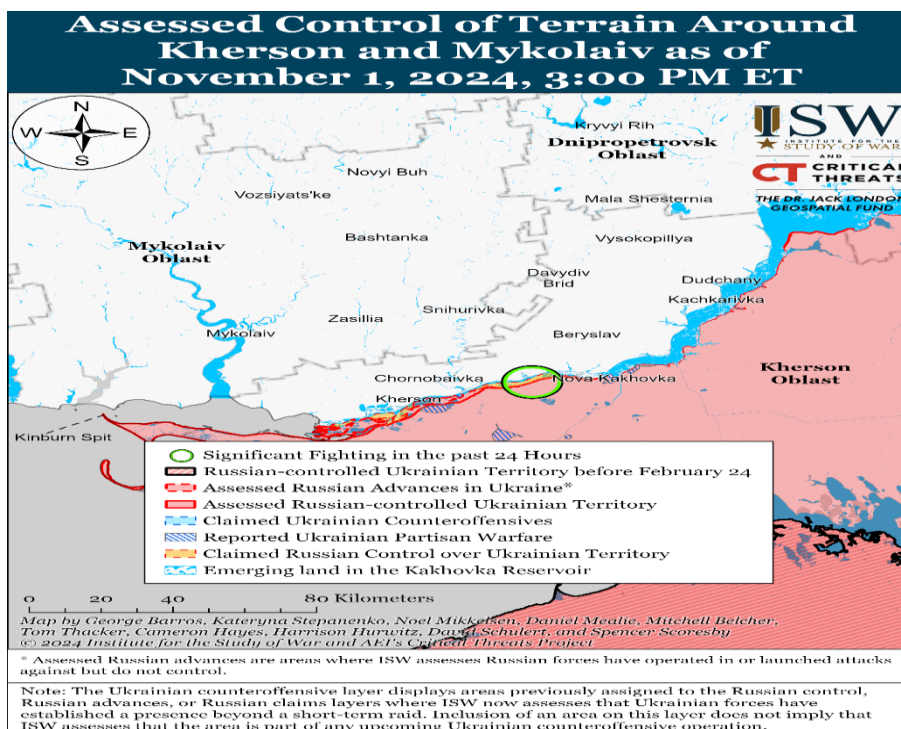 Assessed Control of Terrain Around
Kherson and Mykolaiv as of
November 1, 2024, 3:00 PM ET
N
W E
S
ISW
INSTITUTE FOR THE
STUDY OF WAR
AND
CT CRITICAL
THREATS
THE DR. JACK LONDON
GEOSPATIAL FUND
Kryvyi Rih
Dnipropetrovsk
Oblast
Novyi Buh
Vozsiyats'ke
Mala Shesternia
Mykolaiv
Oblast
Bashtanka
Vysokopillya
Davydiv
Brid
Dudchany
Kachkarivka
Snihurivka
Zasillia
Mykolaiv
Beryslav
Chornobaivka
Nova Kakhovka
Kherson
Oblast
Kherson
Kinburn Spit
Significant Fighting in the past 24 Hours
Russian-controlled Ukrainian Territory before February 24
Assessed Russian Advances in Ukraine*
Assessed Russian-controlled Ukrainian Territory
Claimed Ukrainian Counteroffensives
Reported Ukrainian Partisan Warfare
Claimed Russian Control over Ukrainian Territory
Emerging land in the Kakhovka Reservoir
0 20 40 80 Kilometers
Map by George Barros, Kateryna Stepanenko, Noel Mikkelsen, Daniel Mealie, Mitchell Belcher,
Tom Thacker, Cameron Hayes, Harrison Hurwitz, David Schulert, and Spencer Scoresby
© 2024 Institute for the Study of War and AEI's Critical Threats Project
* Assessed Russian advances are areas where ISW assesses Russian forces have operated in or launched attacks
against but do not control.
Note: The Ukrainian counteroffensive layer displays areas previously assigned to the Russian control,
Russian advances, or Russian claims layers where ISW now assesses that Ukrainian forces have
established a presence beyond a short-term raid. Inclusion of an area on this layer does not imply that
ISW assesses that the area is part of any upcoming Ukrainian counteroffensive operation.